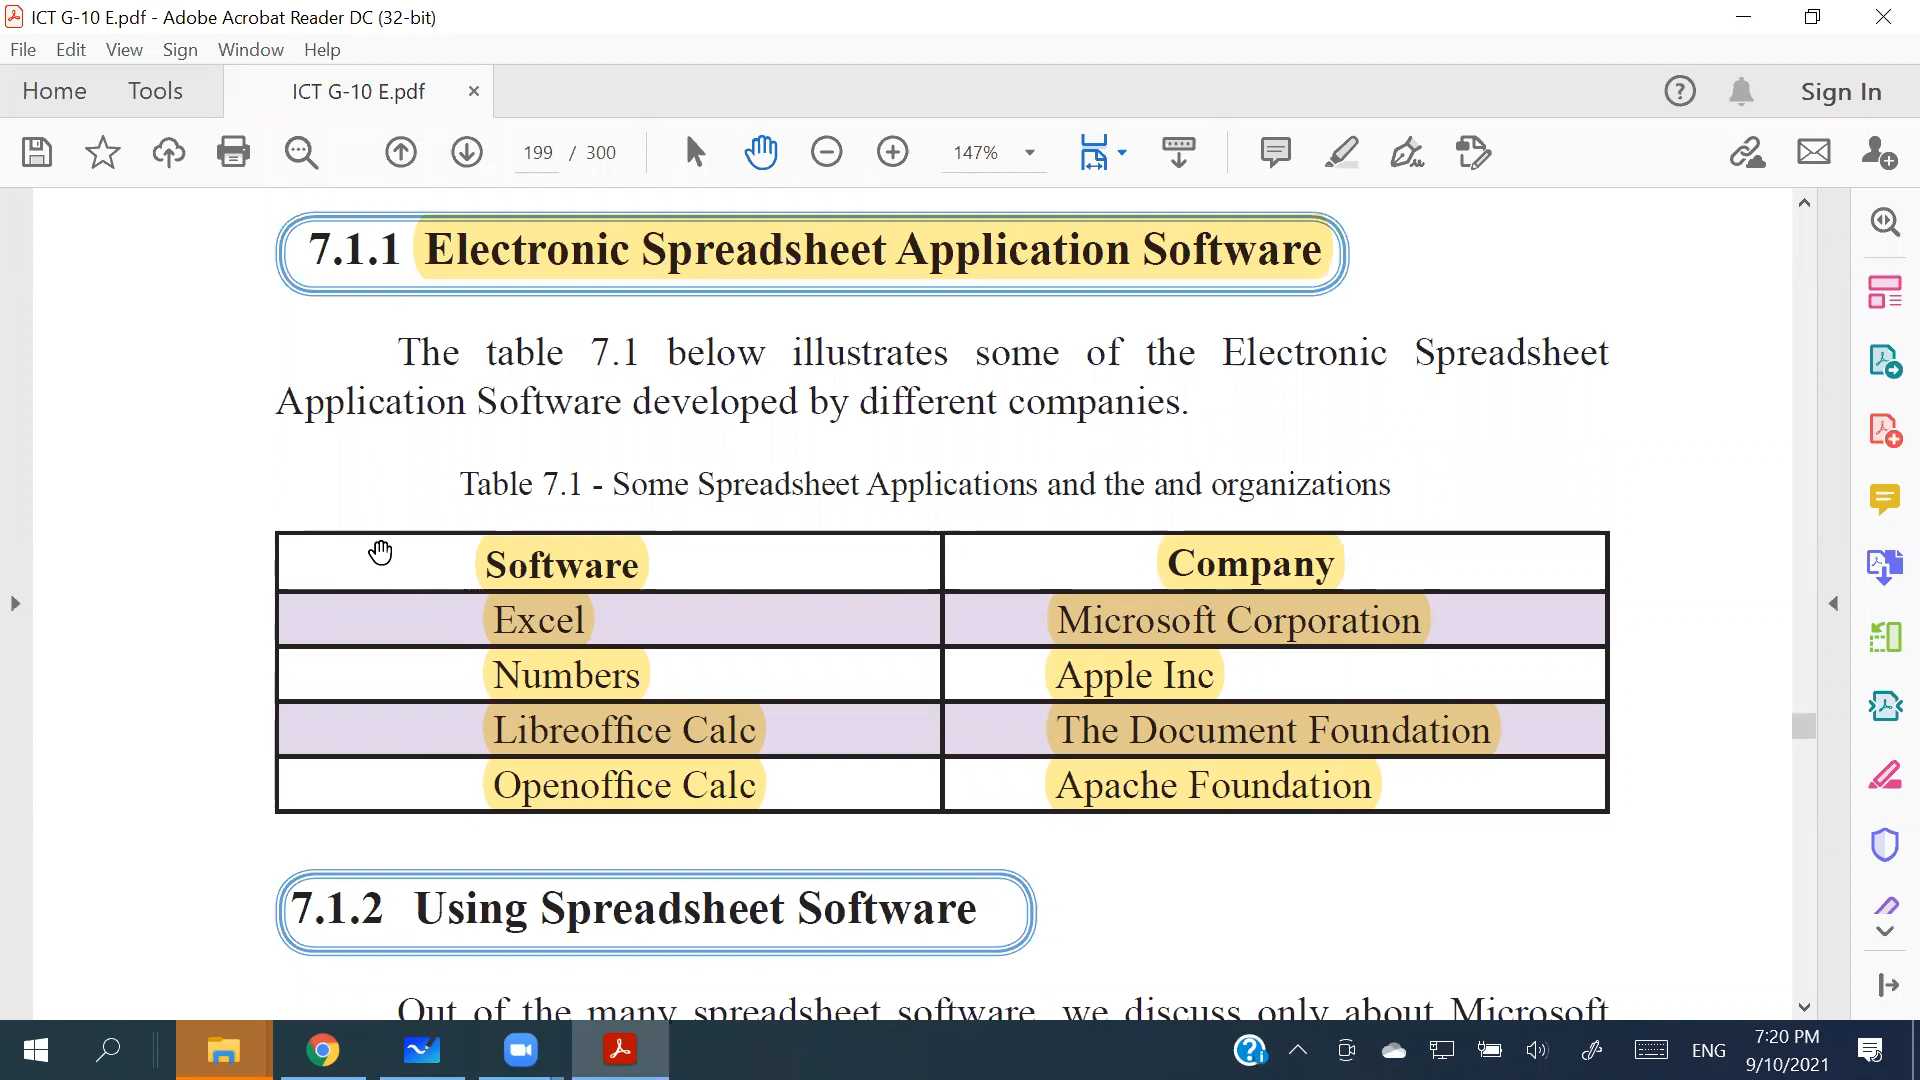 ICT G-10 E.pdf - Adobe Acrobat Reader DC (32-bit)
File Edit View Sign Window Help
Home Tools ICT G-10 E.pdf × Sign In
199 / 300 147%
7.1.1 Electronic Spreadsheet Application Software
The table 7.1 below illustrates some of the Electronic Spreadsheet
Application Software developed by different companies.
Table 7.1 - Some Spreadsheet Applications and the and organizations
Software Company
Excel Microsoft Corporation
Numbers Apple Inc
Libreoffice Calc The Document Foundation
Openoffice Calc Apache Foundation
7.1.2 Using Spreadsheet Software
Out of the many spreadsheet software, we discuss only about Microsoft
ENG 7:20 PM
9/10/2021